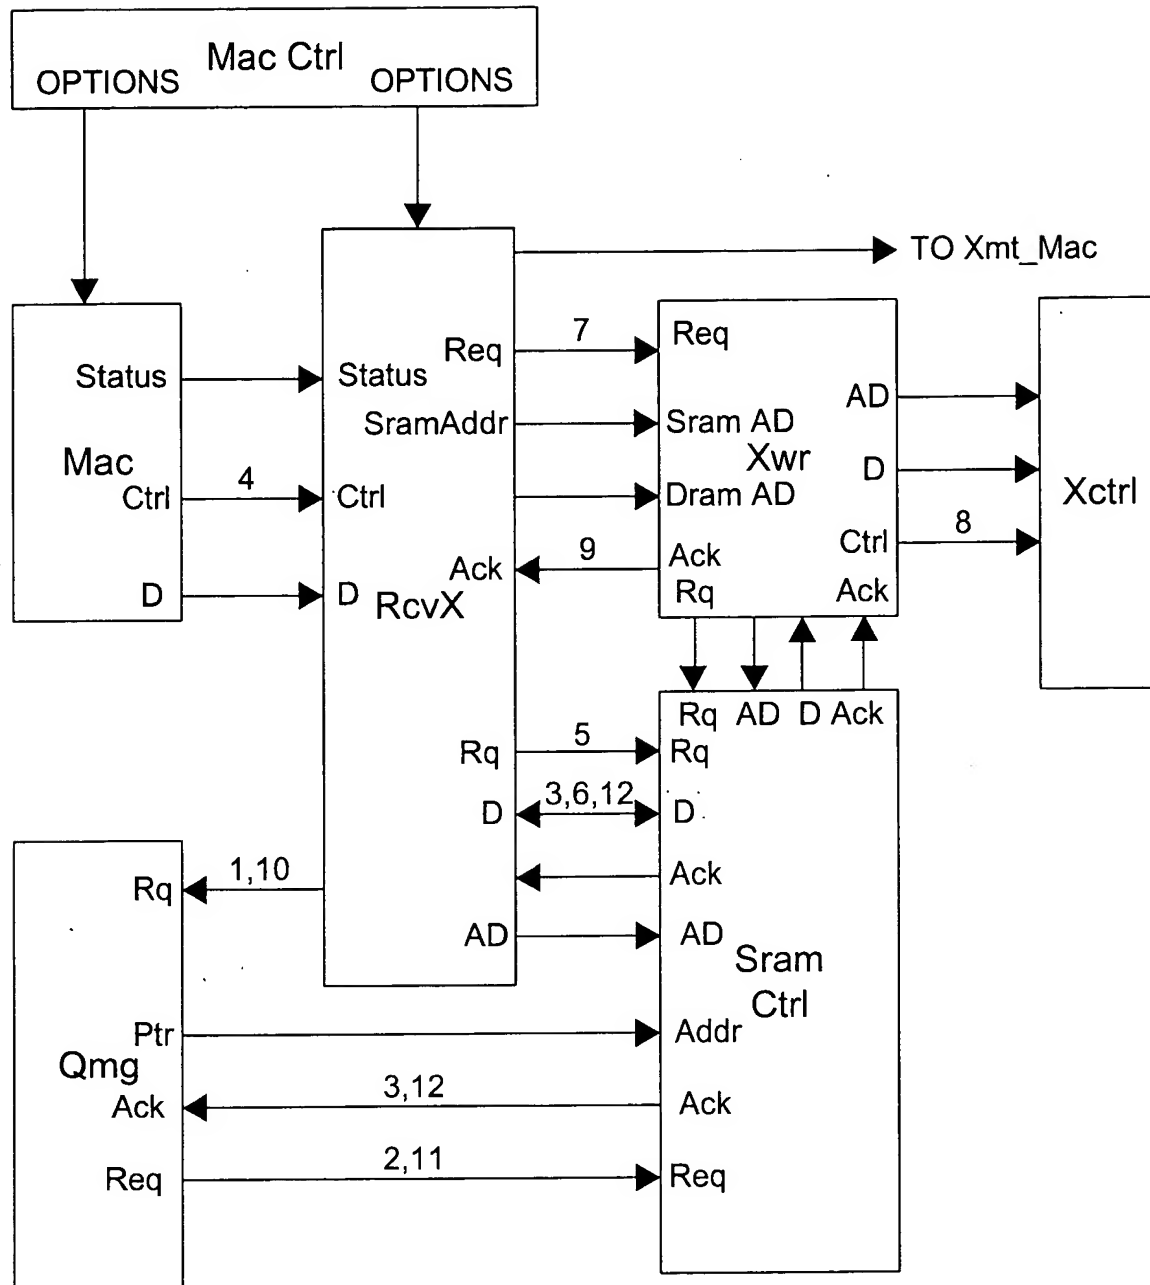 Mac Ctrl
OPTIONS
OPTIONS
TO Xmt_Mac
7
Req
Req
Status
Status
AD
SramAddr
Sram AD
Mac
Xwr
D
Xctrl
4
Ctrl
Ctrl
Dram AD
8
Ctrl
9
Ack
Ack
D
D
RcvX
Rq
Ack
Rq AD D Ack
5
Rq
Rq
3,6,12
D
D
1,10
Rq
Ack
AD
AD
Sram
Ctrl
Ptr
Addr
Qmg
3,12
Ack
Ack
2,11
Req
Req